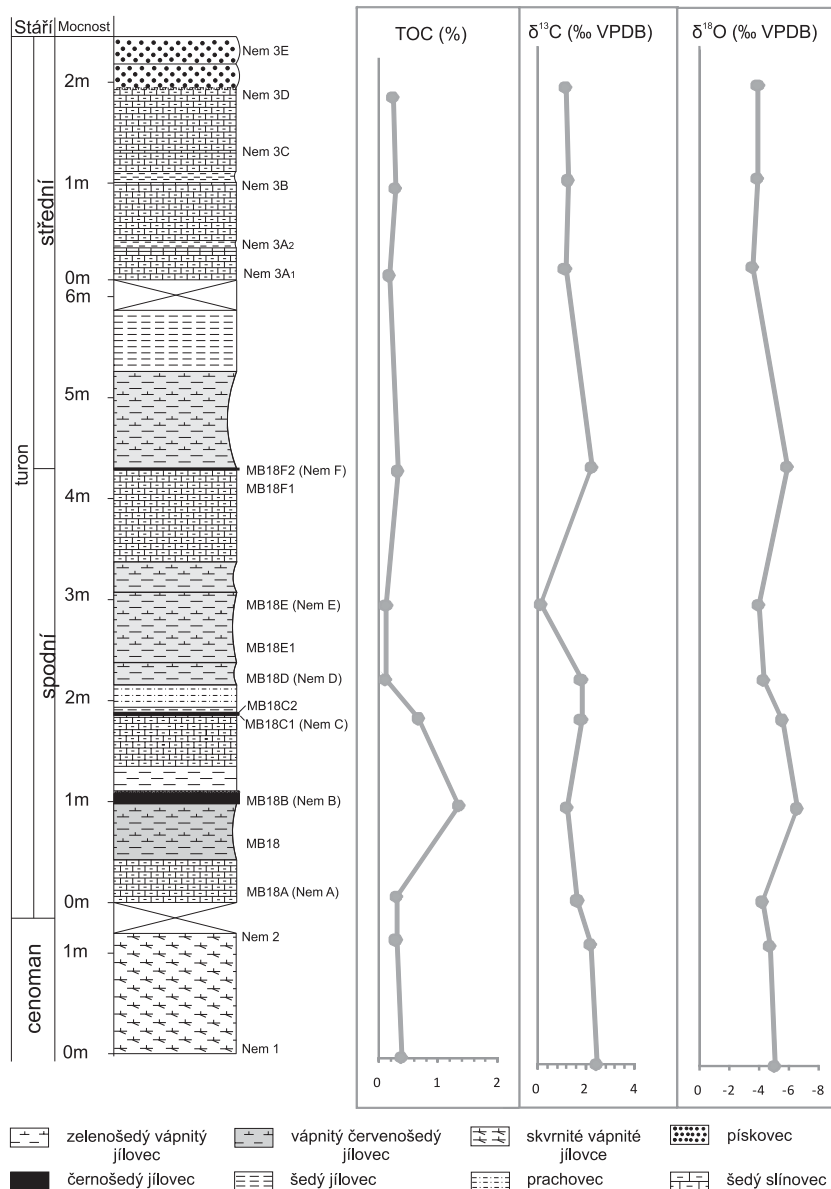 Stáří
Mocnost
TOC (%)
δ¹³C (‰ VPDB)
δ¹⁸O (‰ VPDB)
turon
střední
spodní
cenoman
2m
1m
0m
6m
5m
4m
3m
2m
1m
0m
1m
0m
Nem 3E
Nem 3D
Nem 3C
Nem 3B
Nem 3A2
Nem 3A1
MB18F2 (Nem F)
MB18F1
MB18E (Nem E)
MB18E1
MB18D (Nem D)
MB18C2
MB18C1 (Nem C)
MB18B (Nem B)
MB18
MB18A (Nem A)
Nem 2
Nem 1
0 1 2
0 4
0 -2 -4 -6 -8
zelenošedý vápnitý
jílovec
vápnitý červenošedý
jílovec
skvrnité vápnité
jílovce
pískovec
černošedý jílovec
šedý jílovec
prachovec
šedý slínovec